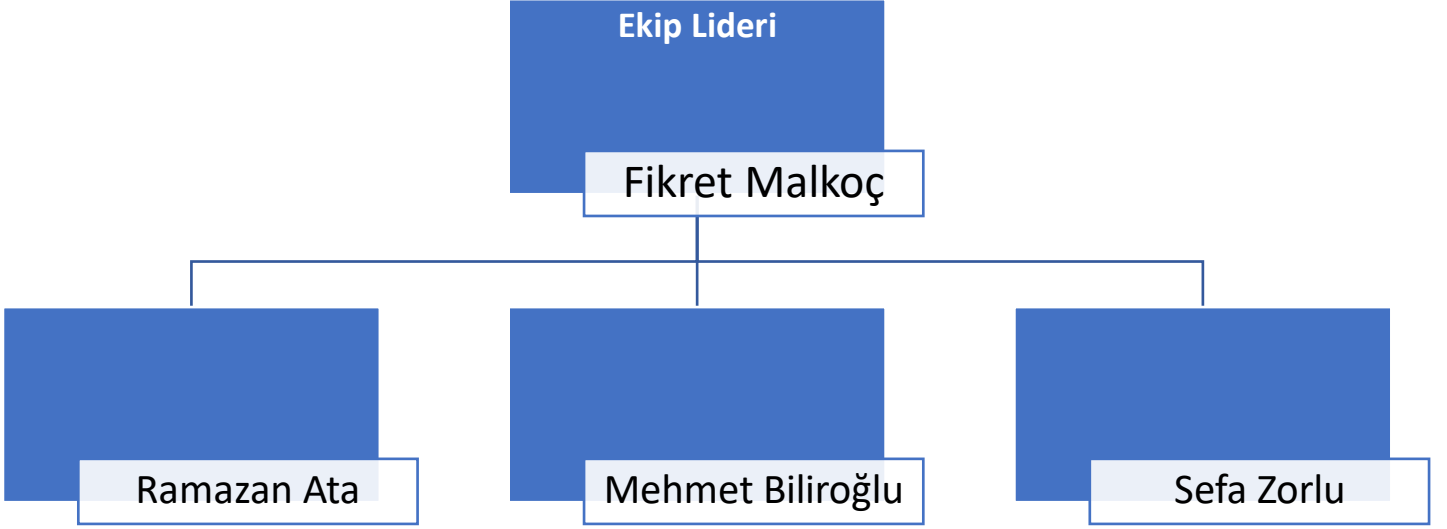 Ekip Lideri
Fikret Malkoç
Ramazan Ata
Mehmet Biliroğlu
Sefa Zorlu